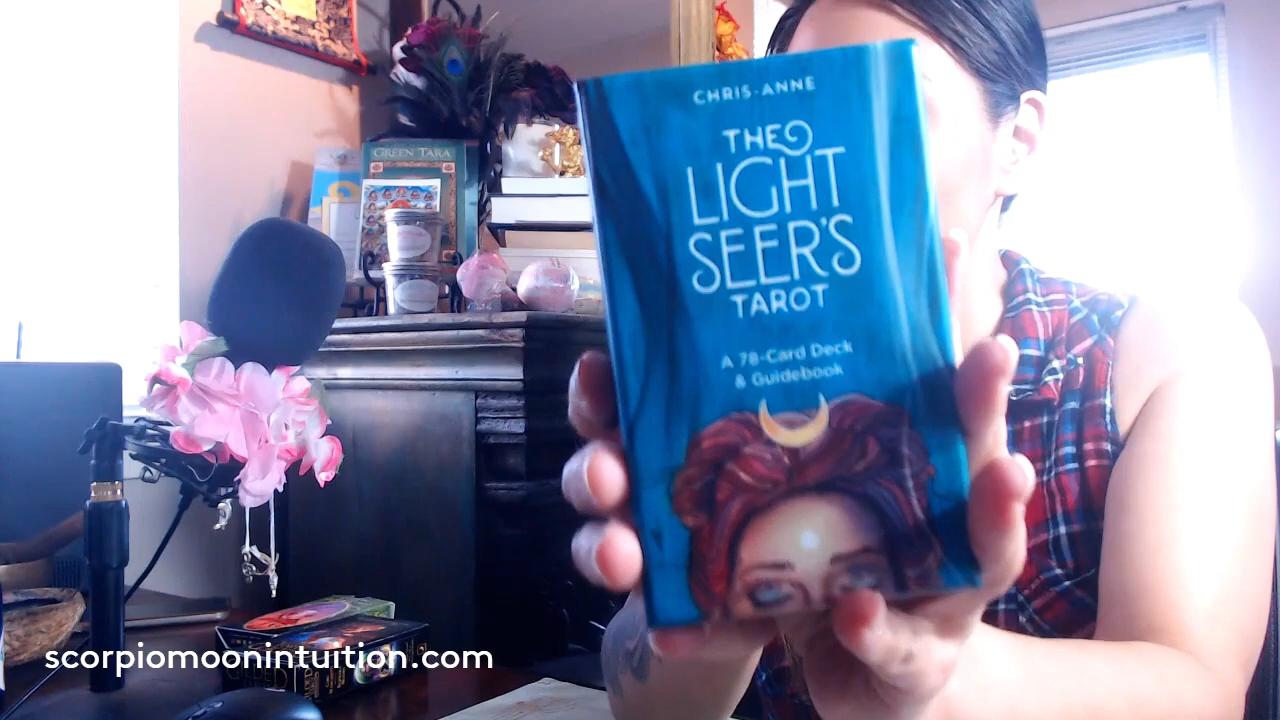 CHRIS-ANNE
THE
LIGHT
SEER'S
TAROT
A 78-Card Deck
& Guidebook
GREEN TARA
scorpiomoonintuition.com